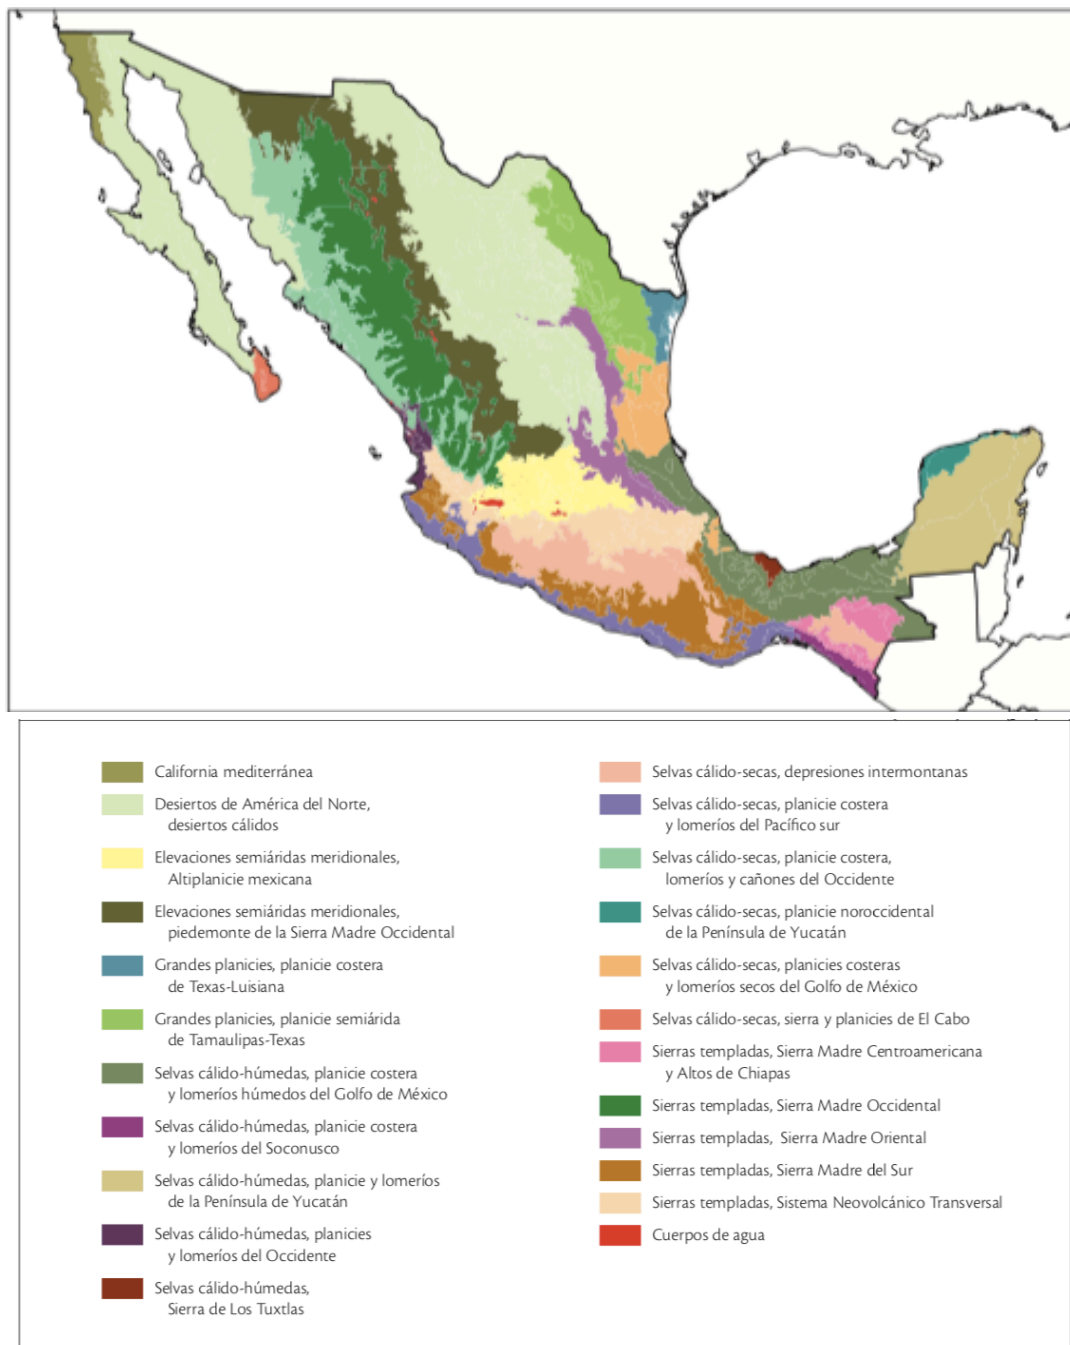 California mediterránea
Desiertos de América del Norte,
desiertos cálidos
Elevaciones semiáridas meridionales,
Altiplanicie mexicana
Elevaciones semiáridas meridionales,
piedemonte de la Sierra Madre Occidental
Grandes planicies, planicie costera
de Texas-Luisiana
Grandes planicies, planicie semiárida
de Tamaulipas-Texas
Selvas cálido-húmedas, planicie costera
y lomeríos húmedos del Golfo de México
Selvas cálido-húmedas, planicie costera
y lomeríos del Soconusco
Selvas cálido-húmedas, planicie y lomeríos
de la Península de Yucatán
Selvas cálido-húmedas, planicies
y lomeríos del Occidente
Selvas cálido-húmedas,
Sierra de Los Tuxtlas
Selvas cálido-secas, depresiones intermontanas
Selvas cálido-secas, planicie costera
y lomeríos del Pacífico sur
Selvas cálido-secas, planicie costera,
lomeríos y cañones del Occidente
Selvas cálido-secas, planicie noroccidental
de la Península de Yucatán
Selvas cálido-secas, planicies costeras
y lomeríos secos del Golfo de México
Selvas cálido-secas, sierra y planicies de El Cabo
Sierras templadas, Sierra Madre Centroamericana
y Altos de Chiapas
Sierras templadas, Sierra Madre Occidental
Sierras templadas, Sierra Madre Oriental
Sierras templadas, Sierra Madre del Sur
Sierras templadas, Sistema Neovolcánico Transversal
Cuerpos de agua